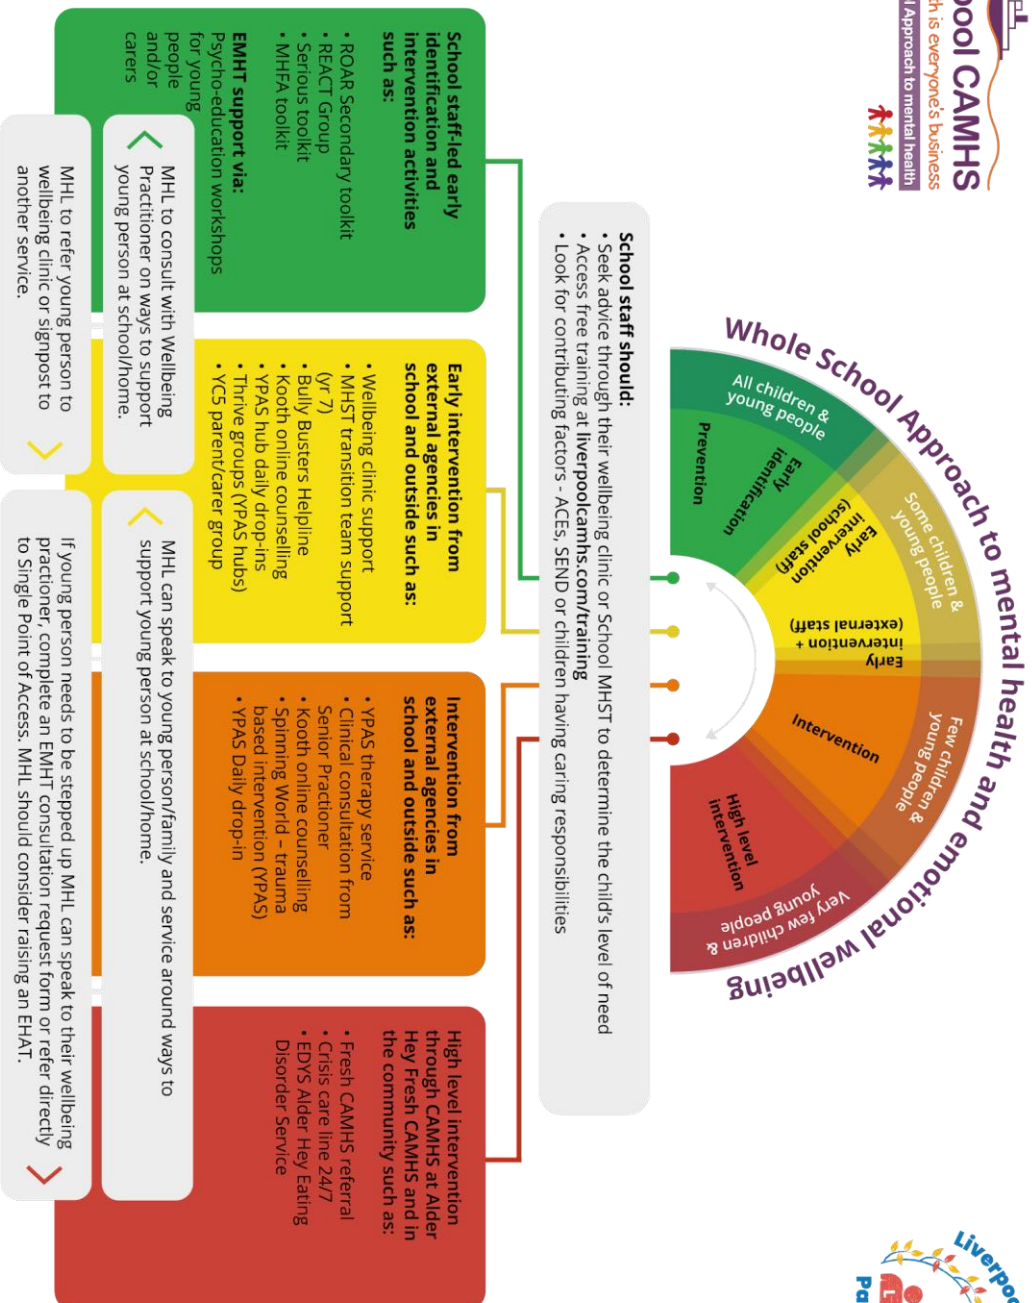 ool CAMHS
th is everyone's business
l Approach to mental health
Liverpoo
Pa
Whole School Approach to mental health and emotional wellbeing
All children &
young people
Some children &
young people
Few children &
young people
Very few children &
young people
Prevention
Early
identification
Early
intervention
(school staff)
Early
intervention +
(external staff)
Intervention
High level
intervention
School staff should:
• Seek advice through their wellbeing clinic or School MHST to determine the child's level of need
• Access free training at liverpoolcamhs.com/training
• Look for contributing factors - ACEs, SEND or children having caring responsibilities
School staff-led early
identification and
intervention activities
such as:
• ROAR Secondary toolkit
• REACT Group
• Serious toolkit
• MHFA toolkit
EMHT support via:
Psycho-education workshops
for young
people
and/or
carers
Early intervention from
external agencies in
school and outside such as:
• Wellbeing clinic support
• MHST transition team support
(yr 7)
• Bully Busters Helpline
• Kooth online counselling
• YPAS hub daily drop-ins
• Thrive groups (YPAS hubs)
• YC5 parent/carer group
Intervention from
external agencies in
school and outside such as:
• YPAS therapy service
• Clinical consultation from
Senior Practitioner
• Kooth online counselling
• Spinning World – trauma
based intervention (YPAS)
• YPAS Daily drop-in
High level intervention
through CAMHS at Alder
Hey Fresh CAMHS and in
the community such as:
• Fresh CAMHS referral
• Crisis care line 24/7
• EDYS Alder Hey Eating
Disorder Service
MHL to consult with Wellbeing
Practitioner on ways to support
young person at school/home.
MHL can speak to young person/family and service around ways to
support young person at school/home.
MHL to refer young person to
wellbeing clinic or signpost to
another service.
If young person needs to be stepped up MHL can speak to their wellbeing
practioner, complete an EMHT consultation request form or refer directly
to Single Point of Access. MHL should consider raising an EHAT.